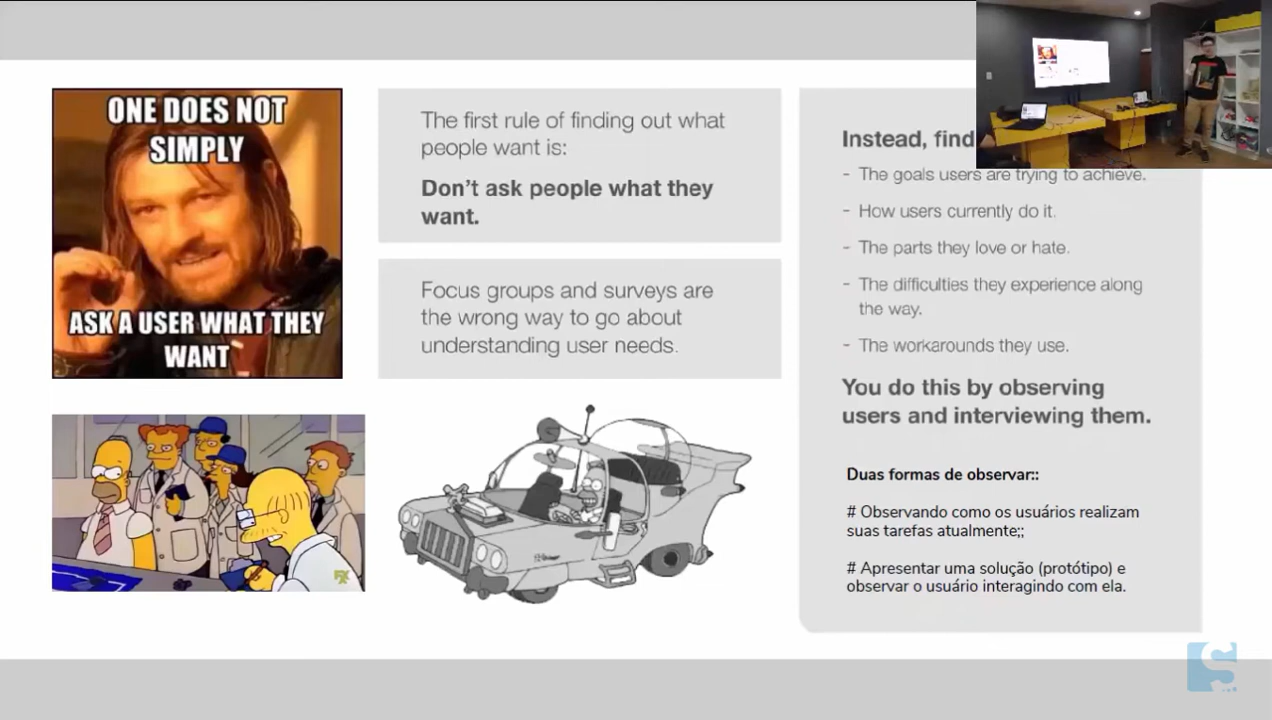 ONE DOES NOT
SIMPLY
ASK A USER WHAT THEY
WANT
The first rule of finding out what
people want is:
Don't ask people what they
want.
Focus groups and surveys are
the wrong way to go about
understanding user needs.
Instead, find
- The goals users are trying to achieve.
- How users currently do it.
- The parts they love or hate.
- The difficulties they experience along
the way.
- The workarounds they use.
You do this by observing
users and interviewing them.
Duas formas de observar::
# Observando como os usuários realizam
suas tarefas atualmente;;
# Apresentar uma solução (protótipo) e
observar o usuário interagindo com ela.
FX
S